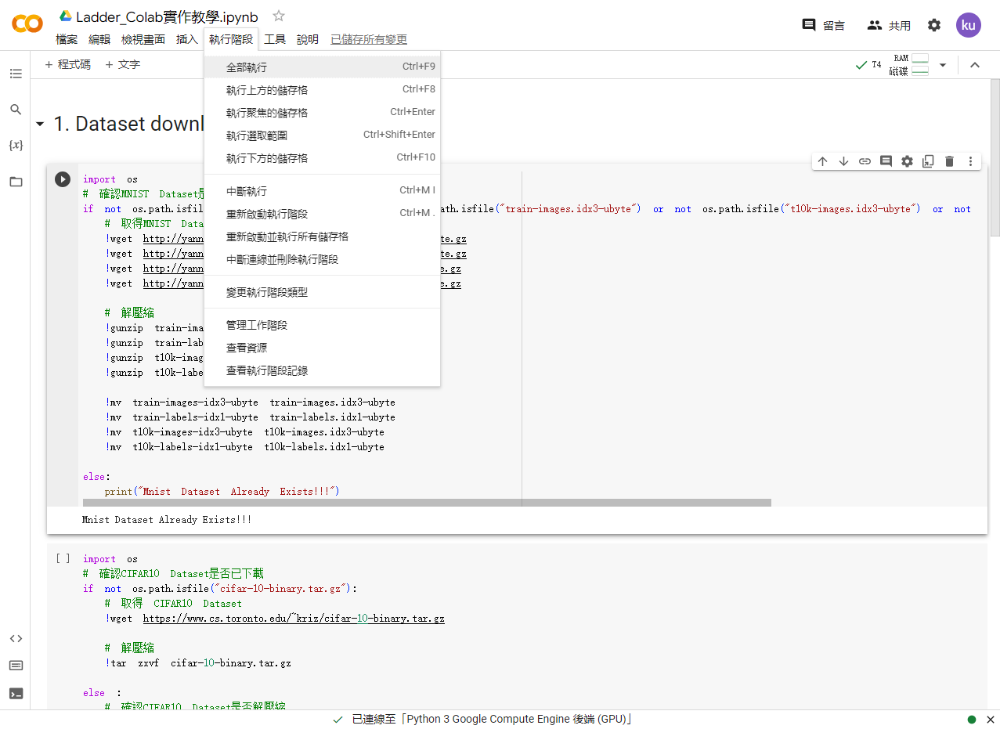 Ladder_Colab實作教學.ipynb
檔案 編輯 檢視畫面 插入 執行階段 工具 說明 已儲存所有變更
留言 共用 ku
+ 程式碼 + 文字
T4 RAM 磁碟
1. Dataset downl
全部執行 Ctrl+F9
執行上方的儲存格 Ctrl+F8
執行聚焦的儲存格 Ctrl+Enter
執行選取範圍 Ctrl+Shift+Enter
執行下方的儲存格 Ctrl+F10
中斷執行 Ctrl+M I
重新啟動執行階段 Ctrl+M .
重新啟動並執行所有儲存格
中斷連線並刪除執行階段
變更執行階段類型
管理工作階段
查看資源
查看執行階段記錄
{x}
import os
# 確認MNIST Dataset是
if not os.path.isfil ath.isfile("train-images.idx3-ubyte") or not os.path.isfile("t10k-images.idx3-ubyte") or not
# 取得MNIST Data
!wget http://yann te.gz
!wget http://yann te.gz
!wget http://yann e.gz
!wget http://yann e.gz
# 解壓縮
!gunzip train-ima
!gunzip train-lab
!gunzip t10k-imag
!gunzip t10k-labe
!mv train-images-idx3-ubyte train-images.idx3-ubyte
!mv train-labels-idx1-ubyte train-labels.idx1-ubyte
!mv t10k-images-idx3-ubyte t10k-images.idx3-ubyte
!mv t10k-labels-idx1-ubyte t10k-labels.idx1-ubyte
else:
print("Mnist Dataset Already Exists!!!")
Mnist Dataset Already Exists!!!
[ ] import os
# 確認CIFAR10 Dataset是否已下載
if not os.path.isfile("cifar-10-binary.tar.gz"):
# 取得 CIFAR10 Dataset
!wget https://www.cs.toronto.edu/~kriz/cifar-10-binary.tar.gz
# 解壓縮
!tar zxvf cifar-10-binary.tar.gz
else :
# 確認CIFAR10 Dataset是否解壓縮
已連線至「Python 3 Google Compute Engine 後端 (GPU)」